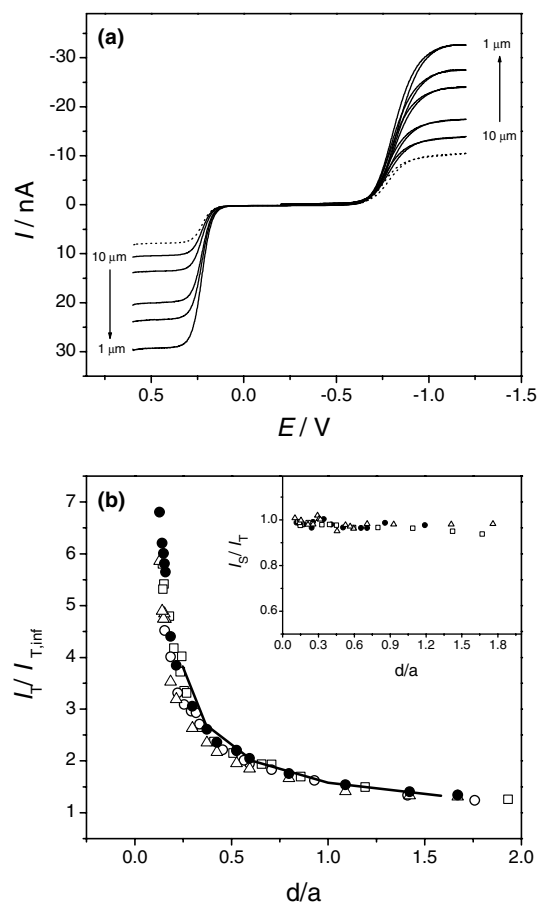 (a)
-30
-20
-10
0
10
20
30
I / nA
1 μm
10 μm
10 μm
1 μm
0.5
0.0
-0.5
-1.0
-1.5
E / V
(b)
7
6
5
4
3
2
1
I_T / I_T,inf
0.0
0.5
1.0
1.5
2.0
d/a
1.0
0.8
0.6
I_S / I_T
0.0
0.3
0.6
0.9
1.2
1.5
1.8
d/a